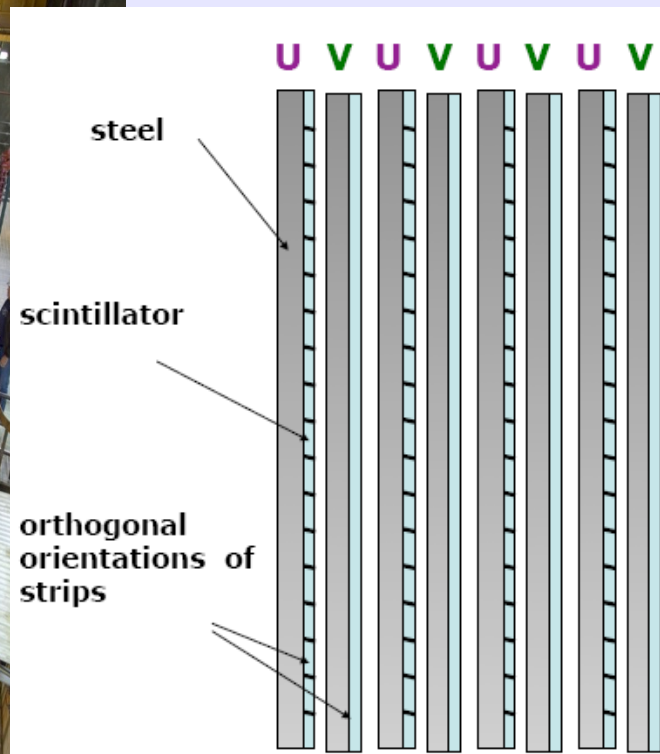 U V U V U V U V
steel
scintillator
orthogonal
orientations of
strips